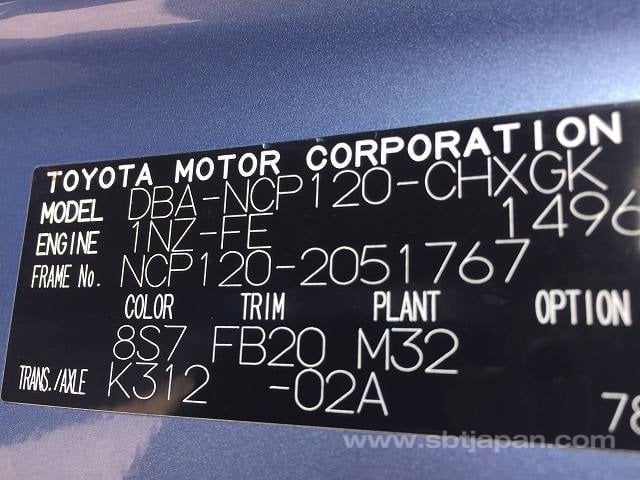 TOYOTA MOTOR CORPORATION
MODEL DBA-NCP120-CHXGK
ENGINE 1NZ-FE 1496
FRAME No. NCP120-2051767
COLOR TRIM PLANT OPTION
8S7 FB20 M32
TRANS./AXLE K312 -02A
78
www.sbtjapan.com